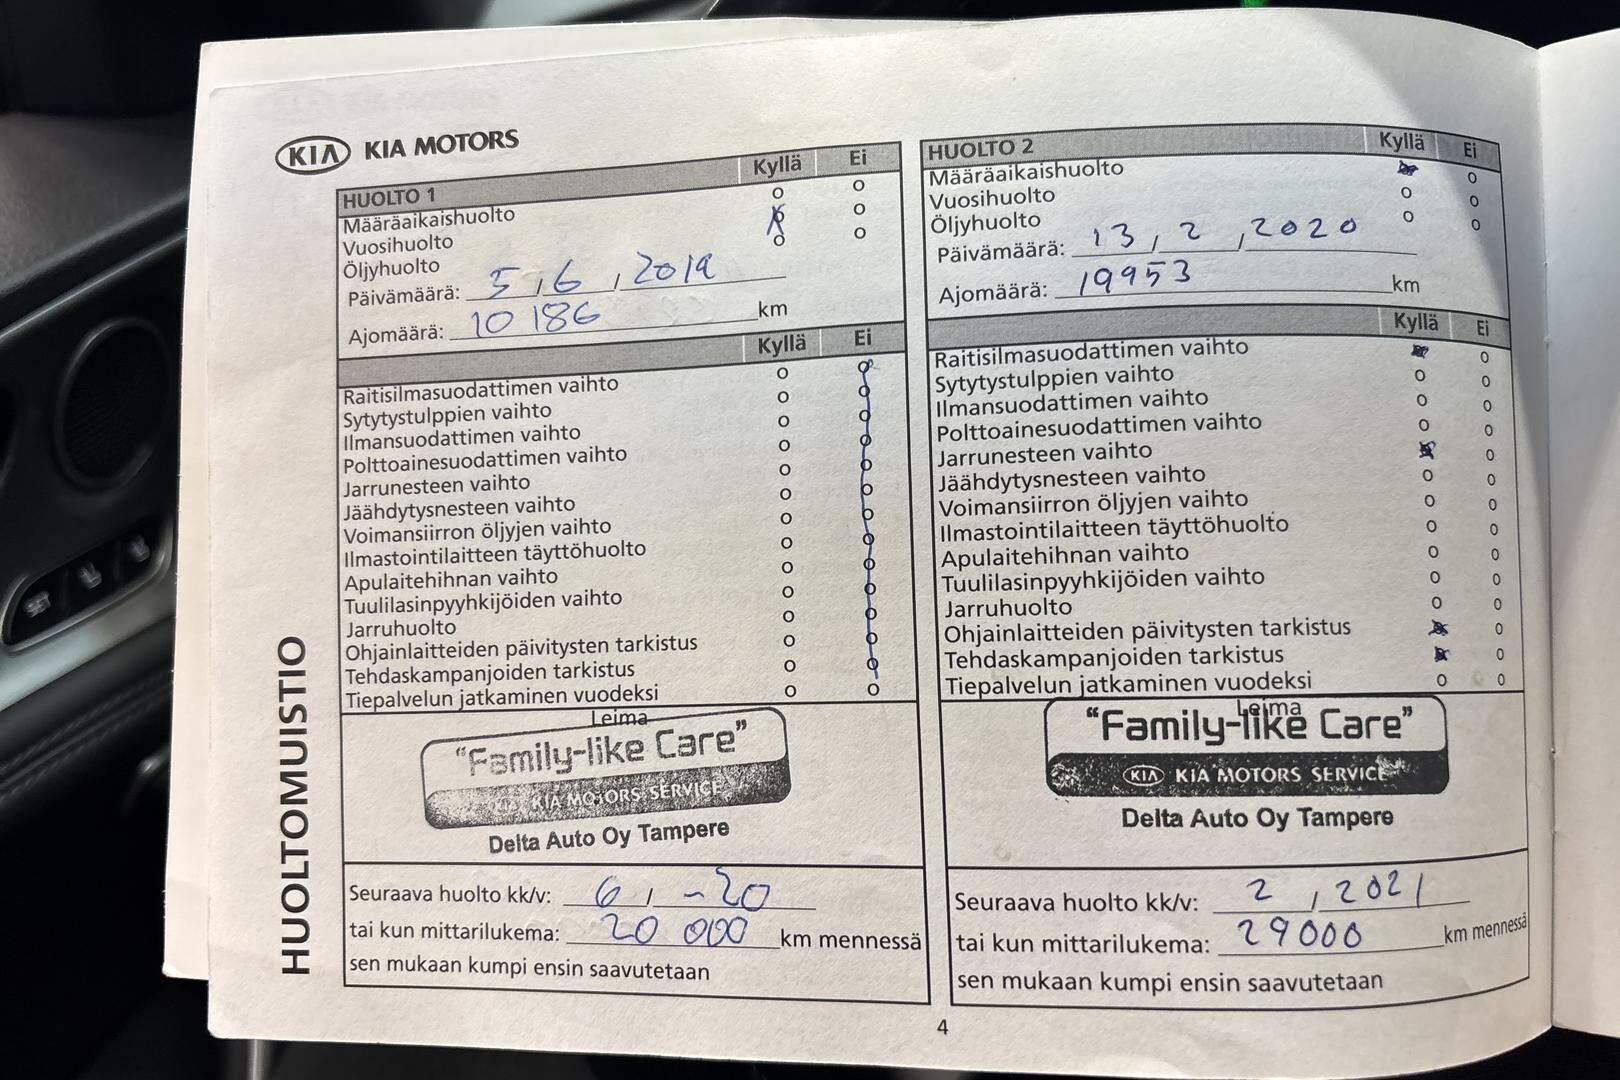 KIA KIA MOTORS
HUOLTOMUISTIO
HUOLTO 1 Kyllä Ei
Määräaikaishuolto
Vuosihuolto
Öljyhuolto
Päivämäärä: 5 / 6 / 2019
Ajomäärä: 10 186 km
Kyllä Ei
Raitisilmasuodattimen vaihto
Sytytystulppien vaihto
Ilmansuodattimen vaihto
Polttoainesuodattimen vaihto
Jarrunesteen vaihto
Jäähdytysnesteen vaihto
Voimansiirron öljyjen vaihto
Ilmastointilaitteen täyttöhuolto
Apulaitehihnan vaihto
Tuulilasinpyyhkijöiden vaihto
Jarruhuolto
Ohjainlaitteiden päivitysten tarkistus
Tehdaskampanjoiden tarkistus
Tiepalvelun jatkaminen vuodeksi
Leima
"Family-like Care"
KIA KIA MOTORS SERVICE
Delta Auto Oy Tampere
Seuraava huolto kk/v: 6 / -20
tai kun mittarilukema: 20 000 km mennessä
sen mukaan kumpi ensin saavutetaan
HUOLTO 2 Kyllä Ei
Määräaikaishuolto
Vuosihuolto
Öljyhuolto
Päivämäärä: 13 / 2 / 2020
Ajomäärä: 19953 km
Kyllä Ei
Raitisilmasuodattimen vaihto
Sytytystulppien vaihto
Ilmansuodattimen vaihto
Polttoainesuodattimen vaihto
Jarrunesteen vaihto
Jäähdytysnesteen vaihto
Voimansiirron öljyjen vaihto
Ilmastointilaitteen täyttöhuolto
Apulaitehihnan vaihto
Tuulilasinpyyhkijöiden vaihto
Jarruhuolto
Ohjainlaitteiden päivitysten tarkistus
Tehdaskampanjoiden tarkistus
Tiepalvelun jatkaminen vuodeksi
Leima
"Family-like Care"
KIA KIA MOTORS SERVICE
Delta Auto Oy Tampere
Seuraava huolto kk/v: 2 / 2021
tai kun mittarilukema: 29000 km mennessä
sen mukaan kumpi ensin saavutetaan
4